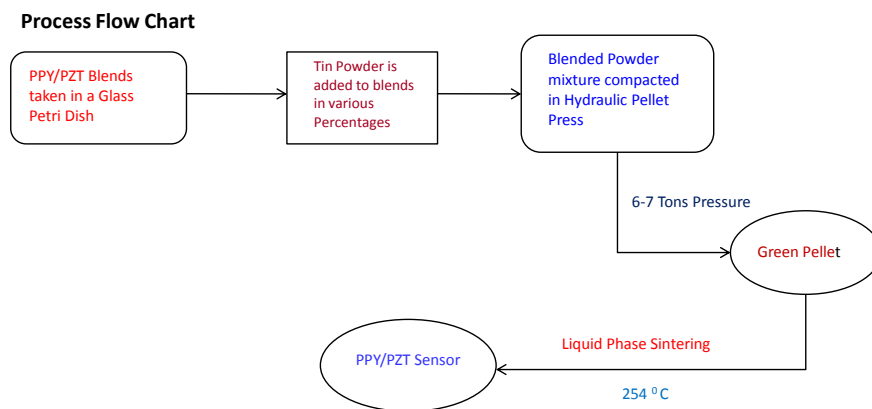 Process Flow Chart
PPY/PZT Blends
taken in a Glass
Petri Dish
Tin Powder is
added to blends
in various
Percentages
Blended Powder
mixture compacted
in Hydraulic Pellet
Press
6-7 Tons Pressure
Green Pellet
Liquid Phase Sintering
254 ⁰ C
PPY/PZT Sensor